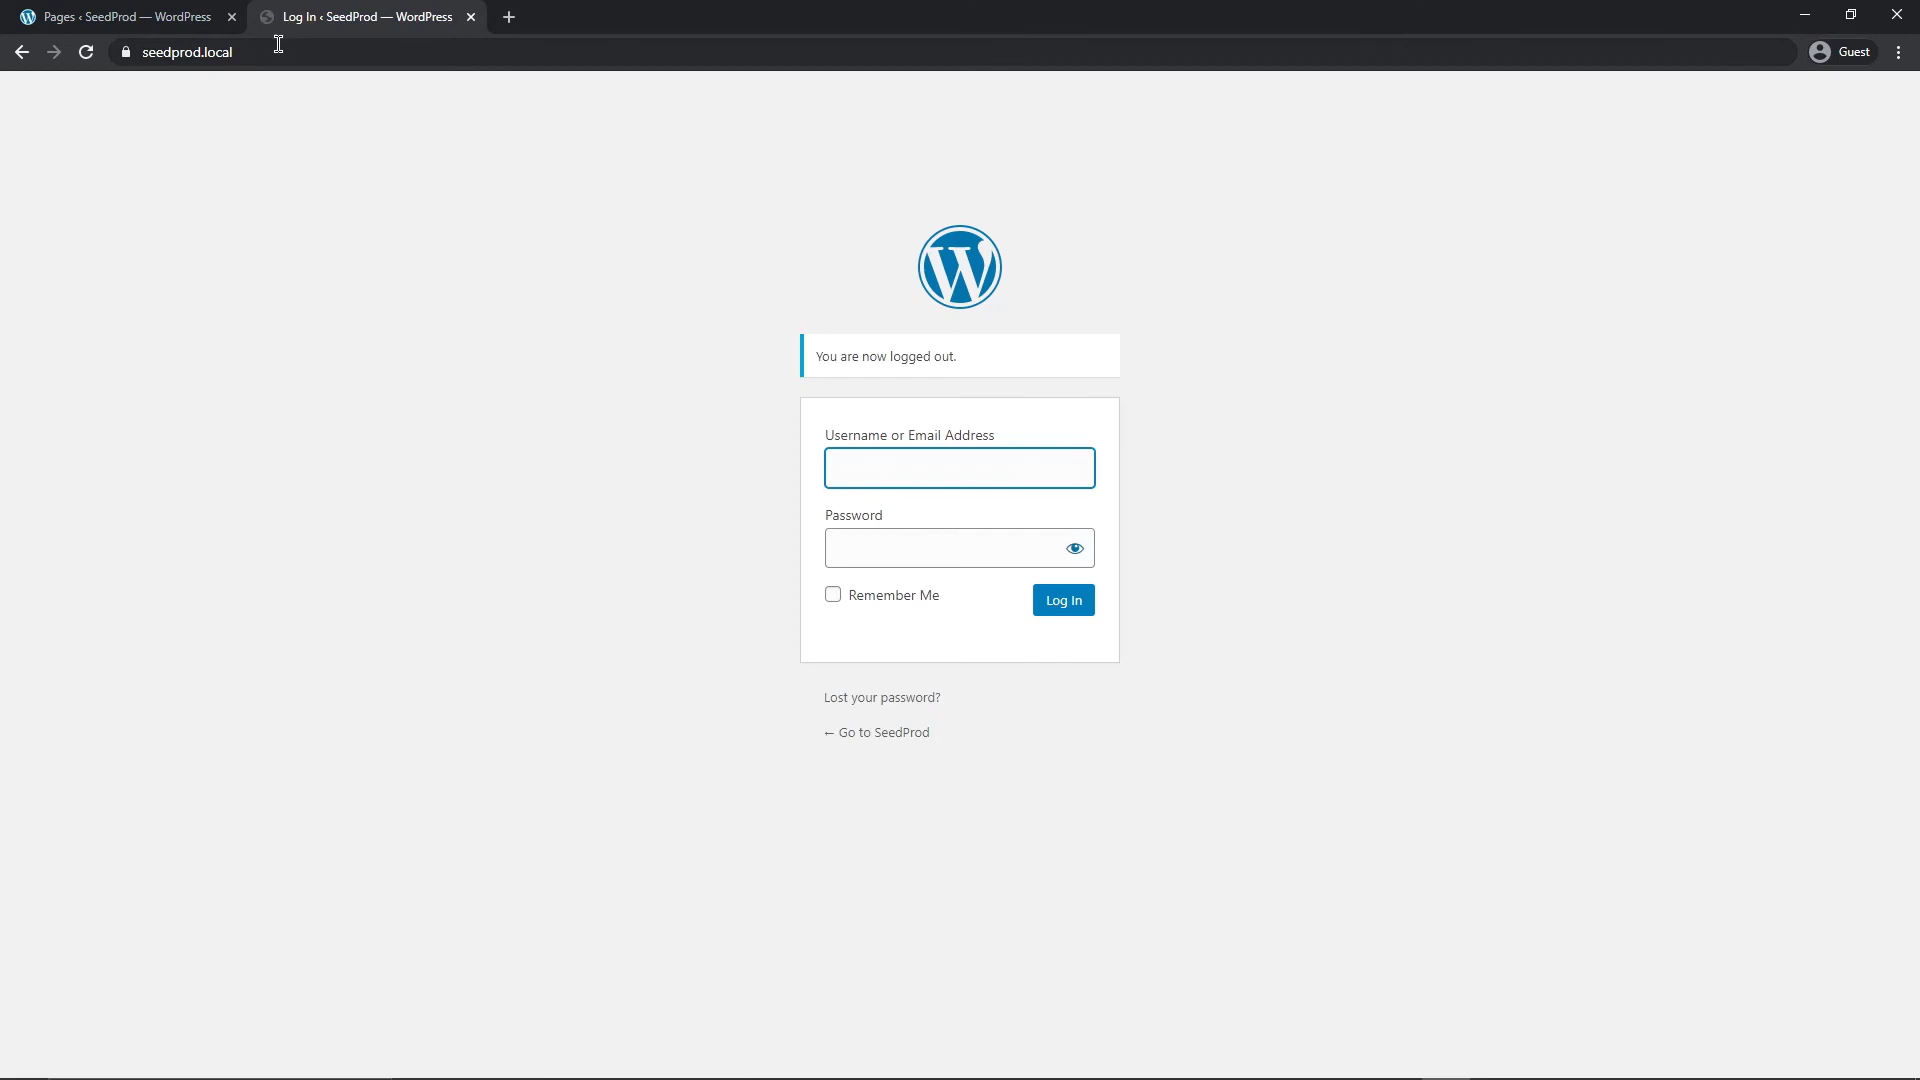 Pages ‹ SeedProd — WordPress
Log In ‹ SeedProd — WordPress
seedprod.local
Guest
You are now logged out.
Username or Email Address
Password
Remember Me
Log In
Lost your password?
← Go to SeedProd